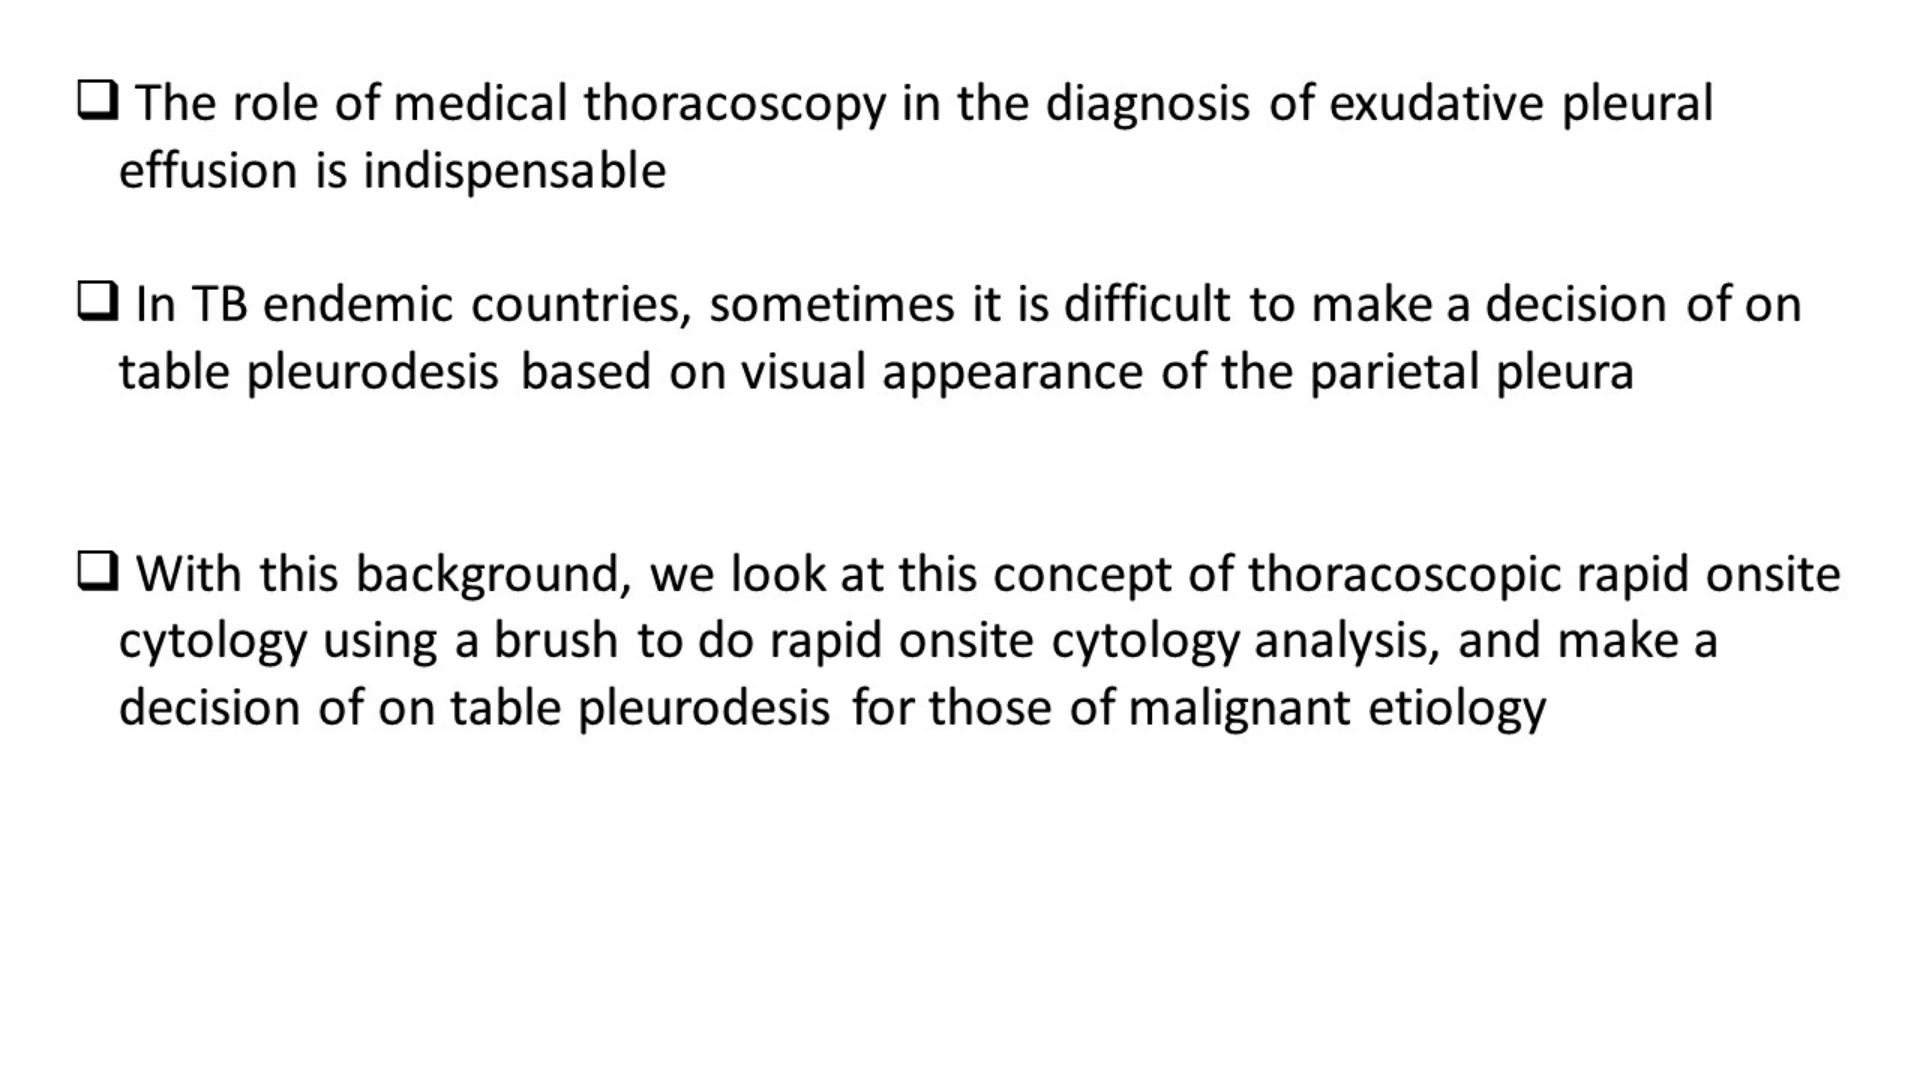 ❑ The role of medical thoracoscopy in the diagnosis of exudative pleural
effusion is indispensable
❑ In TB endemic countries, sometimes it is difficult to make a decision of on
table pleurodesis based on visual appearance of the parietal pleura
❑ With this background, we look at this concept of thoracoscopic rapid onsite
cytology using a brush to do rapid onsite cytology analysis, and make a
decision of on table pleurodesis for those of malignant etiology